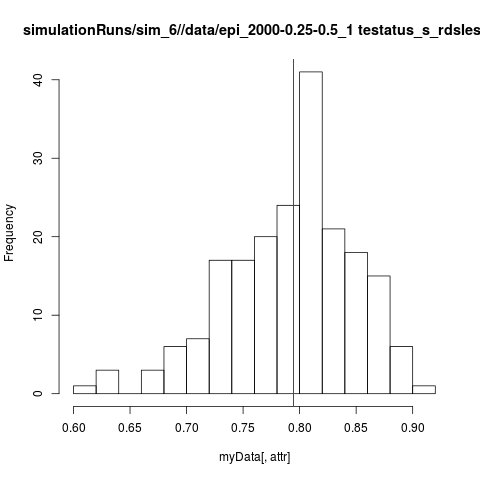 simulationRuns/sim_6//data/epi_2000-0.25-0.5_1 testatus_s_rdsles
Frequency
40
30
20
10
0
0.60 0.65 0.70 0.75 0.80 0.85 0.90
myData[, attr]